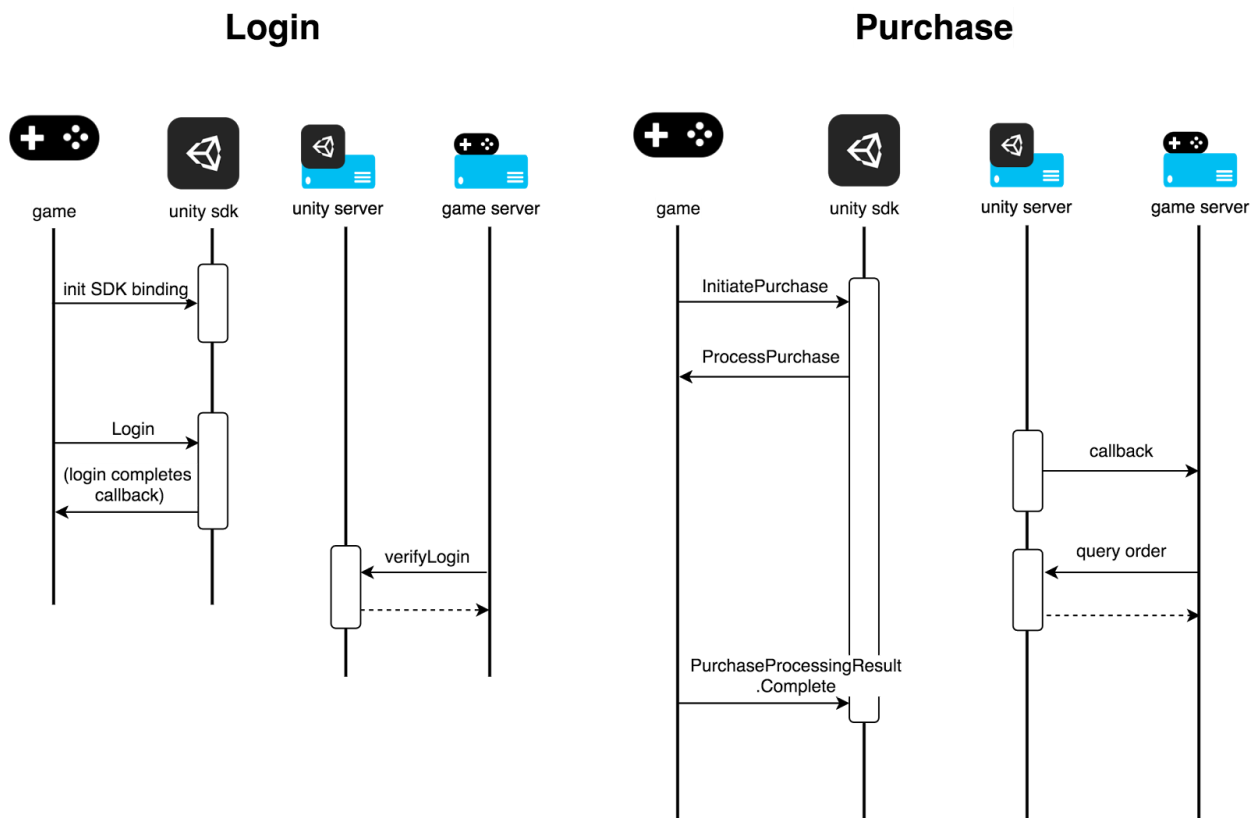 Login
Purchase
game
unity sdk
unity server
game server
game
unity sdk
unity server
game server
init SDK binding
Login
(login completes
callback)
verifyLogin
InitiatePurchase
ProcessPurchase
callback
query order
PurchaseProcessingResult
.Complete